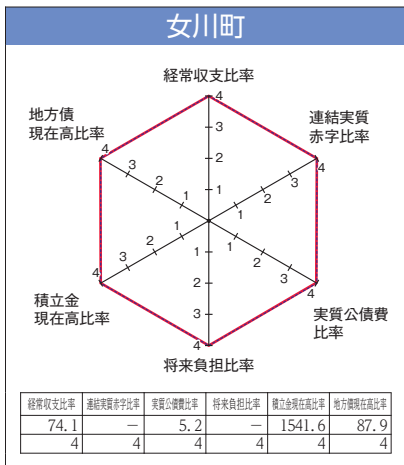 女川町
経常収支比率
地方債
現在高比率
連結実質
赤字比率
4
3
2
1
4
3
2
1
4
3
2
1
1
2
3
4
1
2
3
4
1
2
3
4
積立金
現在高比率
実質公債費
比率
将来負担比率
経常収支比率 連結実質赤字比率 実質公債費比率 将来負担比率 積立金現在高比率 地方債現在高比率
74.1 － 5.2 － 1541.6 87.9
4 4 4 4 4 4